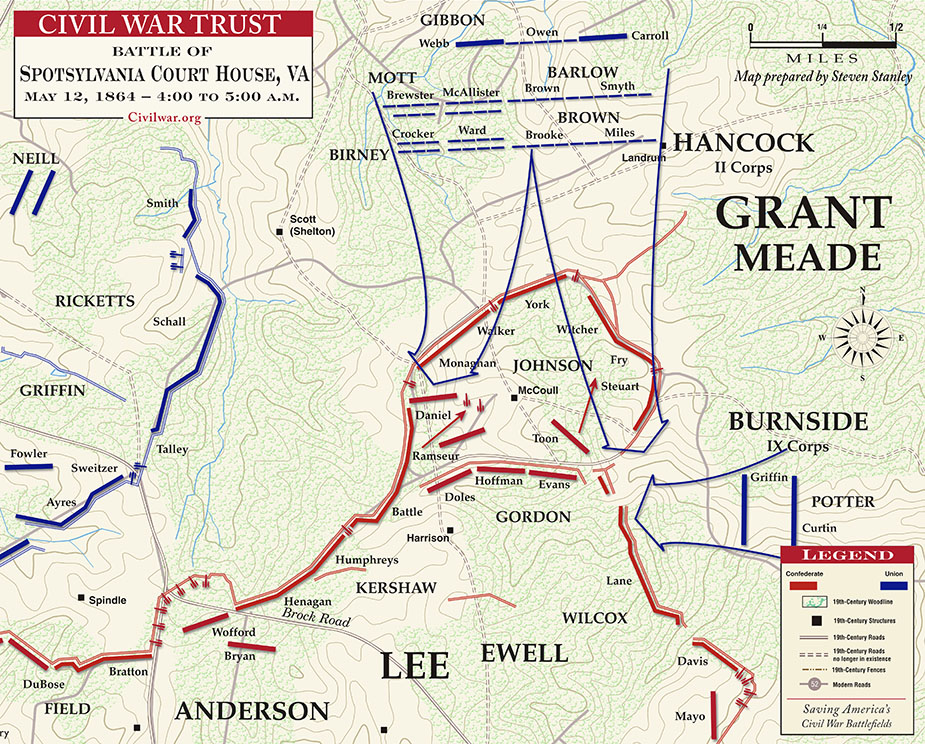 CIVIL WAR TRUST
BATTLE OF
SPOTSYLVANIA COURT HOUSE, VA
MAY 12, 1864 – 4:00 TO 5:00 A.M.
Civilwar.org
GIBBON
Webb
Owen
Carroll
0
1/4
1/2
MILES
Map prepared by Steven Stanley
MOTT
BARLOW
Brewster
McAllister
Brown
Smyth
BROWN
Crocker
Ward
Brooke
Miles
BIRNEY
Landrum
HANCOCK
II Corps
NEILL
Smith
Scott
(Shelton)
GRANT
MEADE
RICKETTS
Schall
York
Walker
Witcher
Fry
N
W
E
S
GRIFFIN
Monaghan
JOHNSON
McCoull
Steuart
Daniel
Ramseur
Toon
BURNSIDE
IX Corps
Fowler
Sweitzer
Talley
Ayres
Hoffman
Evans
Doles
Griffin
POTTER
Curtin
Battle
GORDON
Harrison
Humphreys
KERSHAW
Lane
Spindle
Henagan
Brock Road
WILCOX
Wofford
Bryan
LEE
EWELL
Davis
DuBose
Bratton
FIELD
ANDERSON
Mayo
ry
LEGEND
Confederate
Union
19th-Century Woodline
19th-Century Structures
19th-Century Roads
19th-Century Roads
no longer in existence
19th-Century Fences
52
Modern Roads
Saving America's
Civil War Battlefields